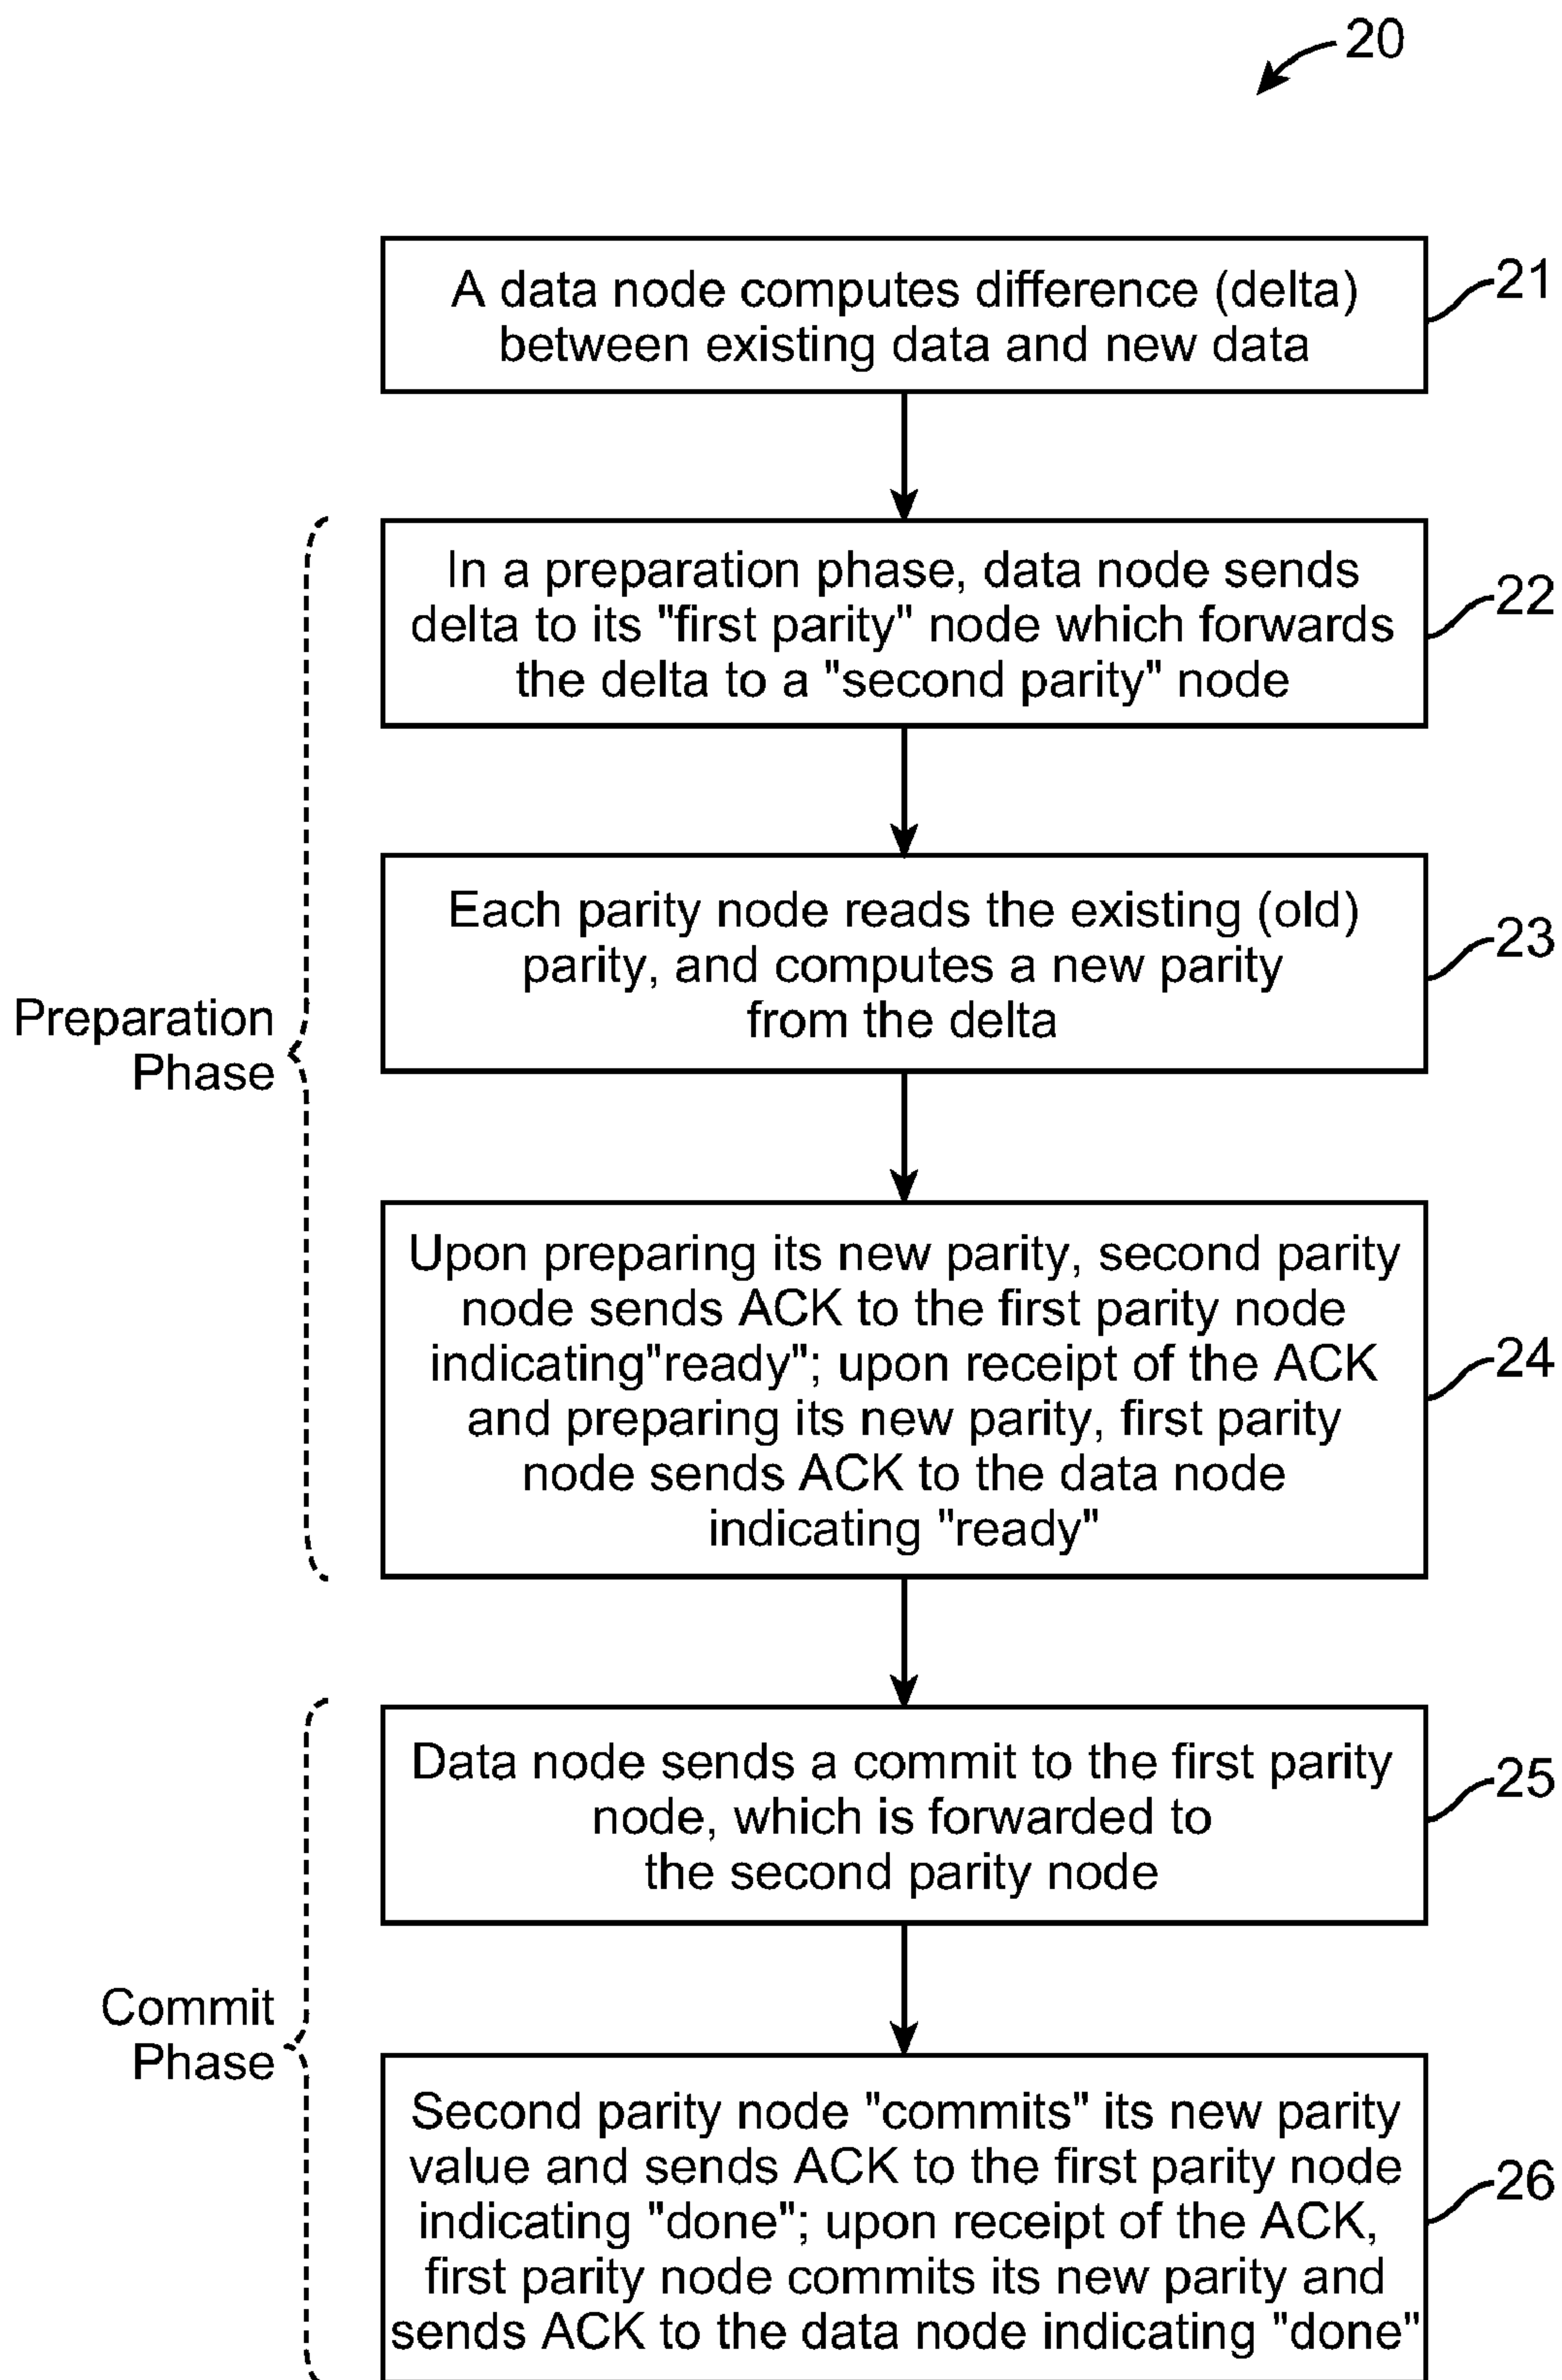 20
A data node computes difference (delta)
between existing data and new data
21
In a preparation phase, data node sends
delta to its "first parity" node which forwards
the delta to a "second parity" node
22
Each parity node reads the existing (old)
parity, and computes a new parity
from the delta
23
Preparation
Phase
Upon preparing its new parity, second parity
node sends ACK to the first parity node
indicating"ready"; upon receipt of the ACK
and preparing its new parity, first parity
node sends ACK to the data node
indicating "ready"
24
Data node sends a commit to the first parity
node, which is forwarded to
the second parity node
25
Commit
Phase
Second parity node "commits" its new parity
value and sends ACK to the first parity node
indicating "done"; upon receipt of the ACK,
first parity node commits its new parity and
sends ACK to the data node indicating "done"
26